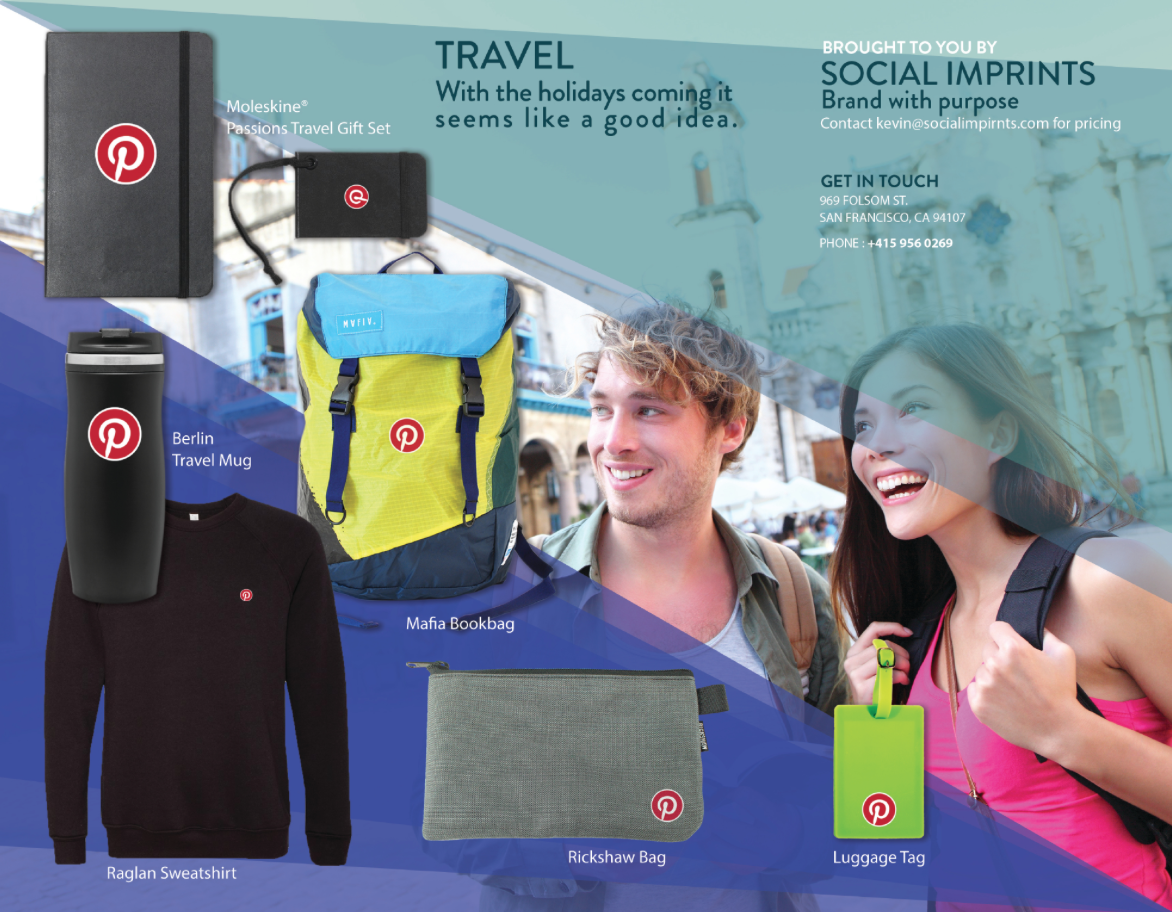 TRAVEL
With the holidays coming it
seems like a good idea.
BROUGHT TO YOU BY
SOCIAL IMPRINTS
Brand with purpose
Contact kevin@socialimpirnts.com for pricing
GET IN TOUCH
969 FOLSOM ST.
SAN FRANCISCO, CA 94107
PHONE : +415 956 0269
Moleskine®
Passions Travel Gift Set
MAFIA.
Berlin
Travel Mug
Mafia Bookbag
Raglan Sweatshirt
Rickshaw Bag
Luggage Tag